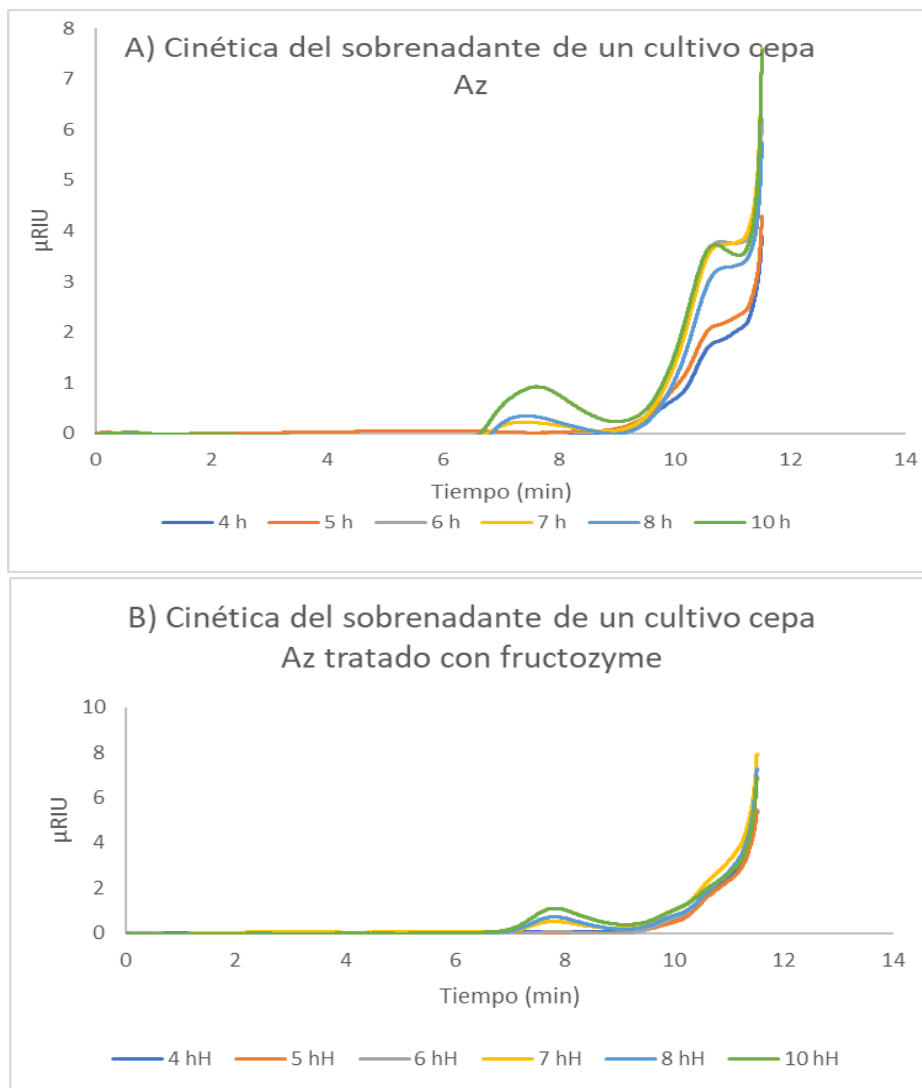 A) Cinética del sobrenadante de un cultivo cepa
Az
8
7
6
5
4
3
2
1
0
µRIU
0 2 4 6 8 10 12 14
Tiempo (min)
4 h 5 h 6 h 7 h 8 h 10 h
B) Cinética del sobrenadante de un cultivo cepa
Az tratado con fructozyme
10
8
6
4
2
0
µRIU
0 2 4 6 8 10 12 14
Tiempo (min)
4 hH 5 hH 6 hH 7 hH 8 hH 10 hH